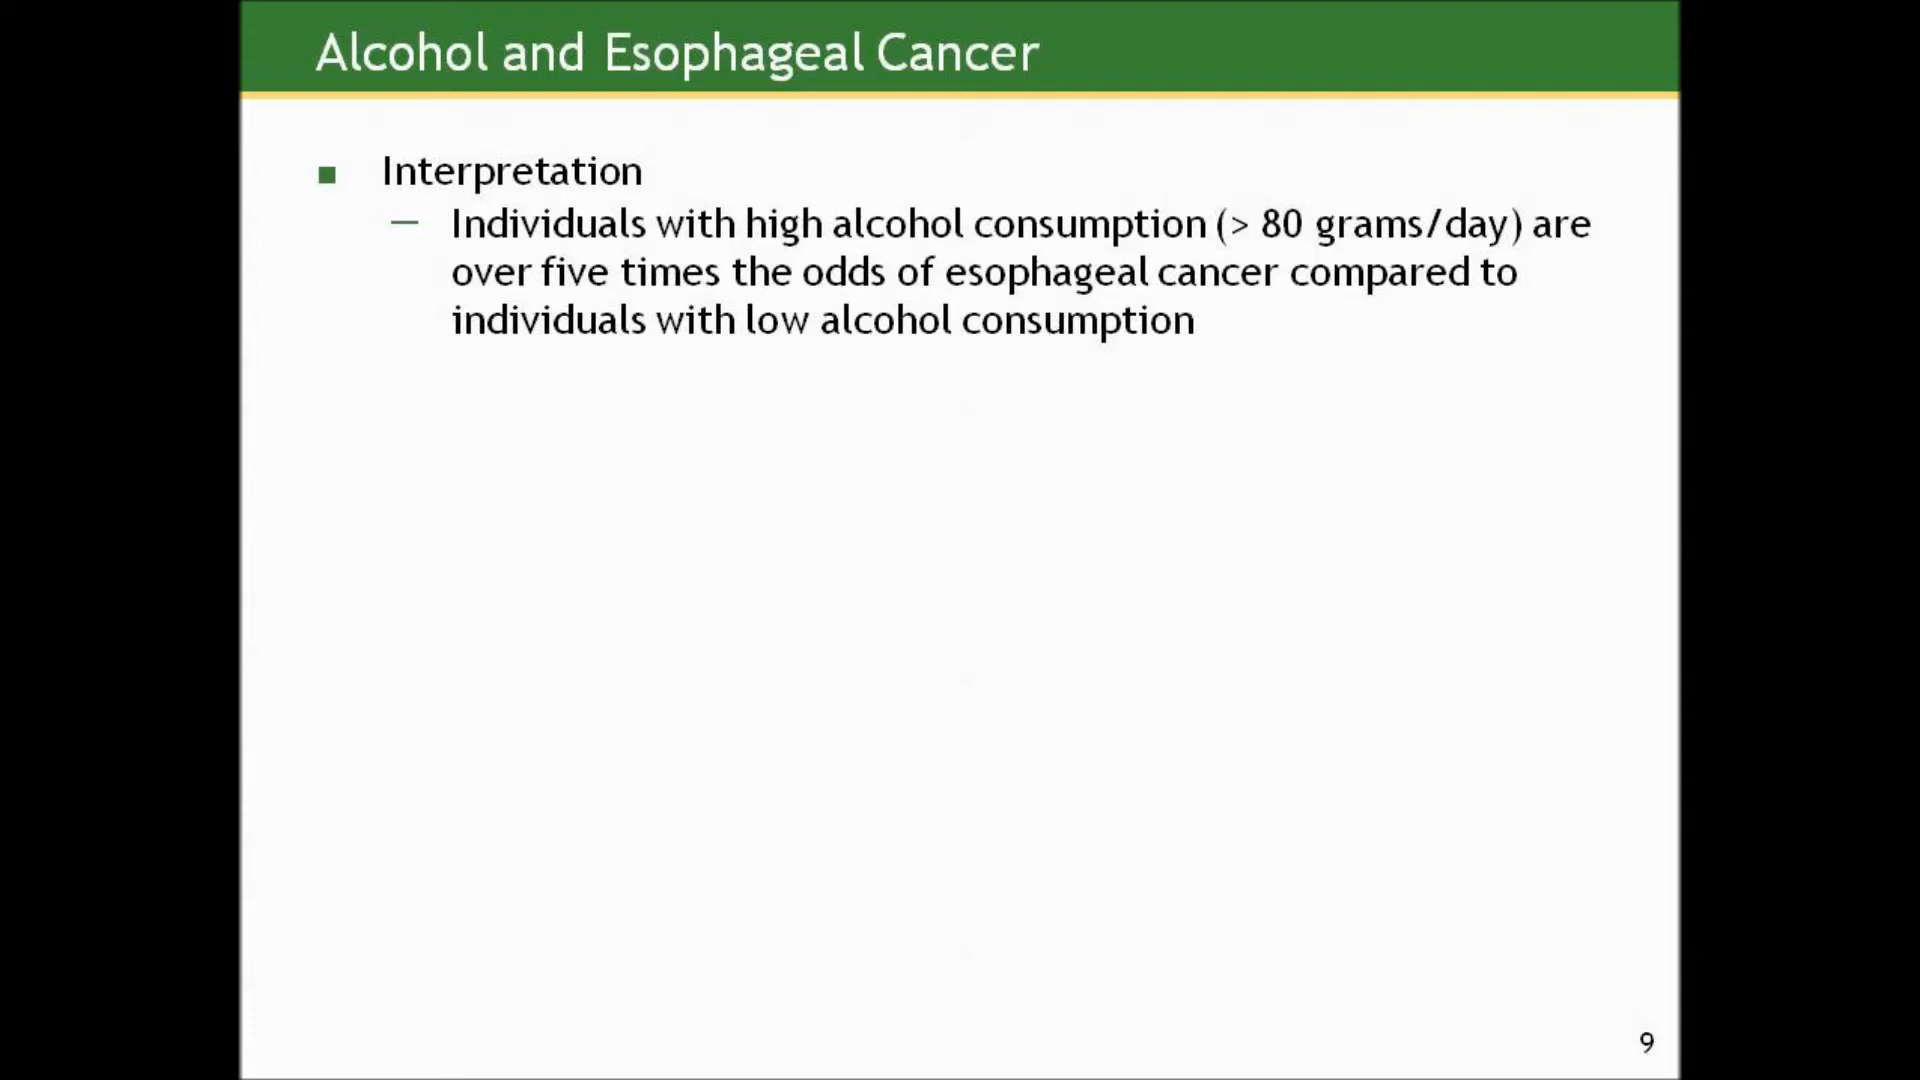 Alcohol and Esophageal Cancer
Interpretation
— Individuals with high alcohol consumption (> 80 grams/day) are
over five times the odds of esophageal cancer compared to
individuals with low alcohol consumption
9